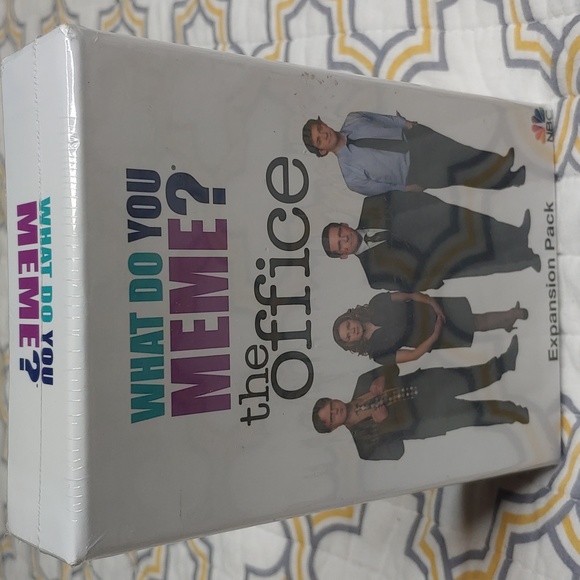 WHAT DO YOU
MEME?
WHAT DO YOU
MEME?
the
office
NBC
Expansion Pack